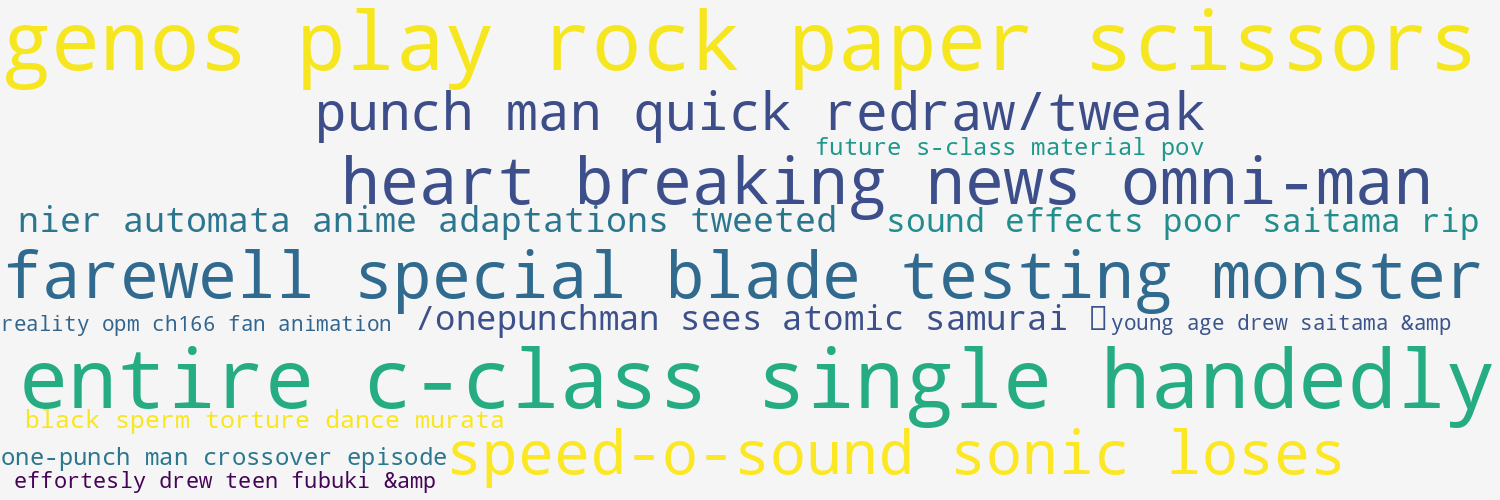 genos play rock paper scissors
punch man quick redraw/tweak
future s-class material pov
heart breaking news omni-man
nier automata anime adaptations tweeted
sound effects poor saitama rip
farewell special blade testing monster
reality opm ch166 fan animation
/onepunchman sees atomic samurai
young age drew saitama &amp
entire c-class single handedly
black sperm torture dance murata
one-punch man crossover episode
speed-o-sound sonic loses
effortesly drew teen fubuki &amp